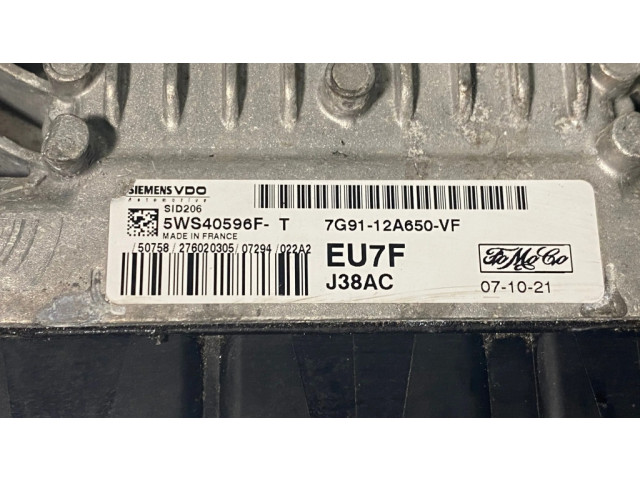 SIEMENS VDO
Automotive
SID206
5WS40596F- T
7G91-12A650-VF
MADE IN FRANCE
/50758/276020305/07294/022A2
EU7F
FoMoCo
J38AC
07-10-21